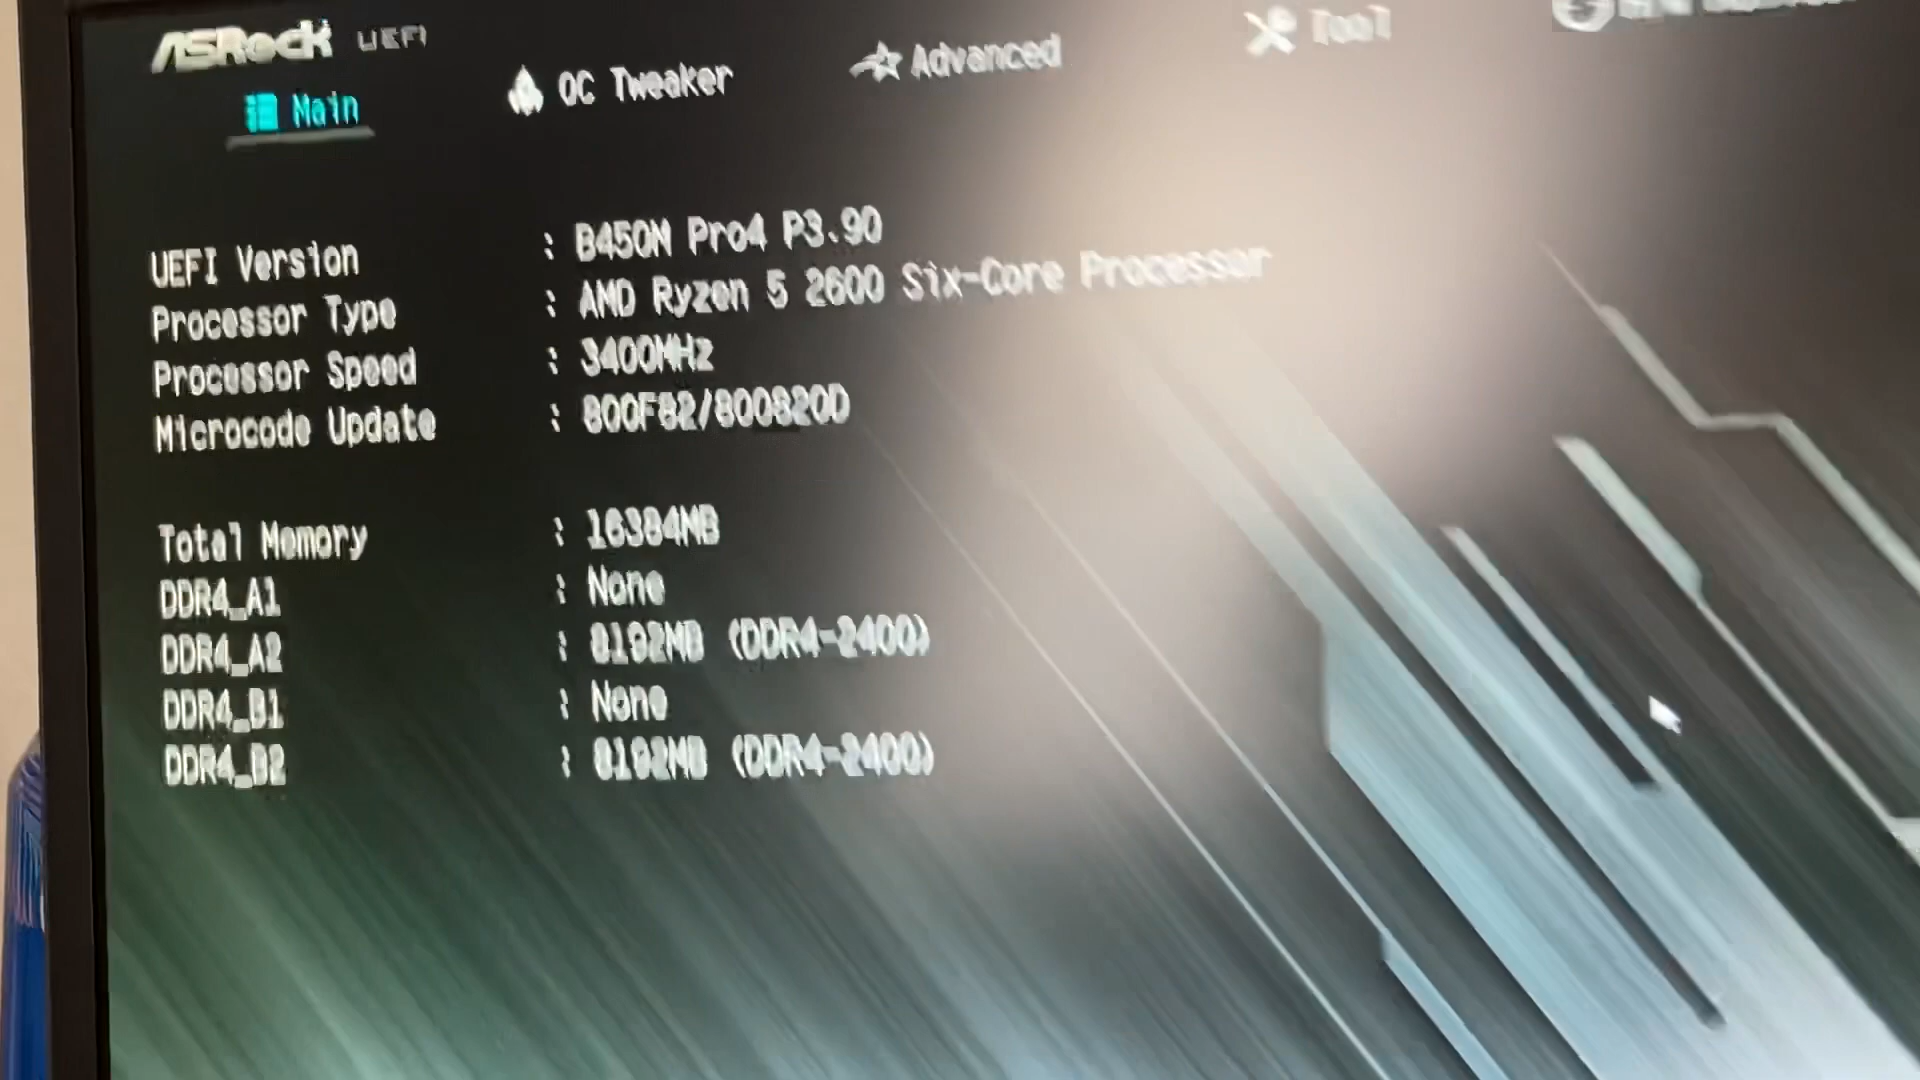 ASRock UEFI
Main
OC Tweaker
Advanced
Tool
UEFI Version : B450M Pro4 P3.90
Processor Type : AMD Ryzen 5 2600 Six-Core Processor
Processor Speed : 3400MHz
Microcode Update : 800F82/800820D
Total Memory : 16384MB
DDR4_A1 : None
DDR4_A2 : 8192MB (DDR4-2400)
DDR4_B1 : None
DDR4_B2 : 8192MB (DDR4-2400)